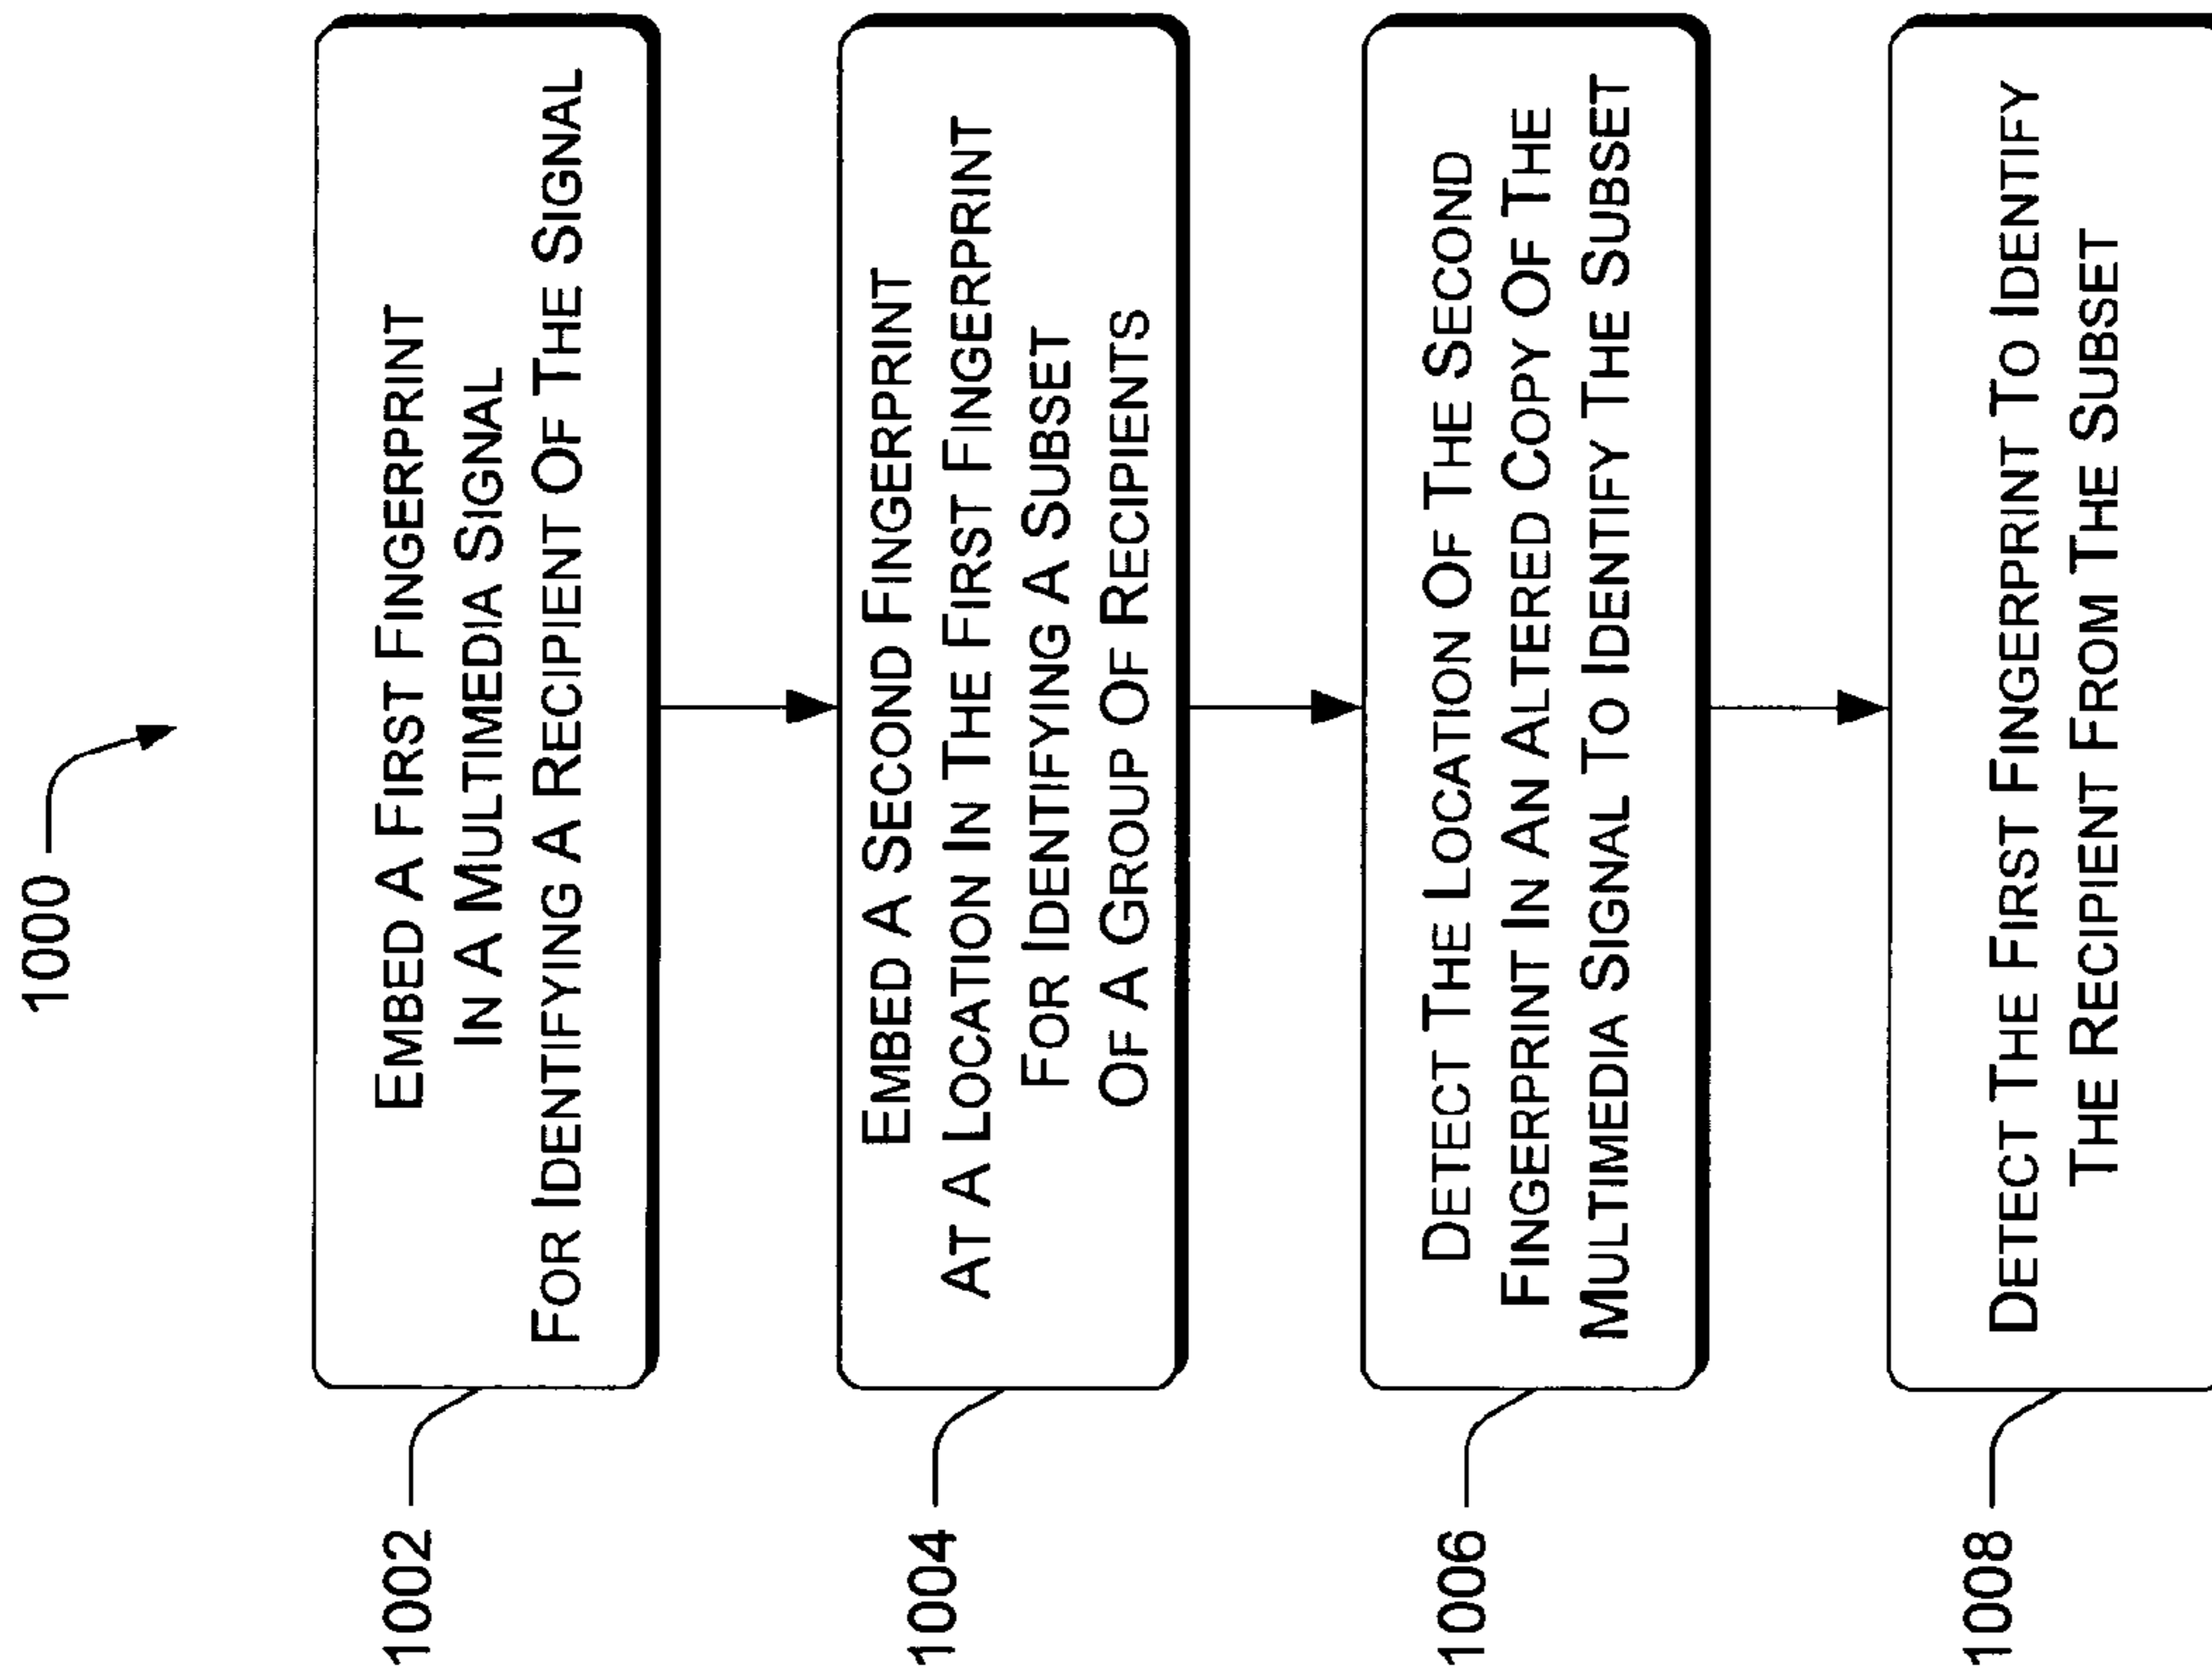 1000
1002
EMBED A FIRST FINGERPRINT
IN A MULTIMEDIA SIGNAL
FOR IDENTIFYING A RECIPIENT OF THE SIGNAL
1004
EMBED A SECOND FINGERPRINT
AT A LOCATION IN THE FIRST FINGERPRINT
FOR IDENTIFYING A SUBSET
OF A GROUP OF RECIPIENTS
1006
DETECT THE LOCATION OF THE SECOND
FINGERPRINT IN AN ALTERED COPY OF THE
MULTIMEDIA SIGNAL TO IDENTIFY THE SUBSET
1008
DETECT THE FIRST FINGERPRINT TO IDENTIFY
THE RECIPIENT FROM THE SUBSET